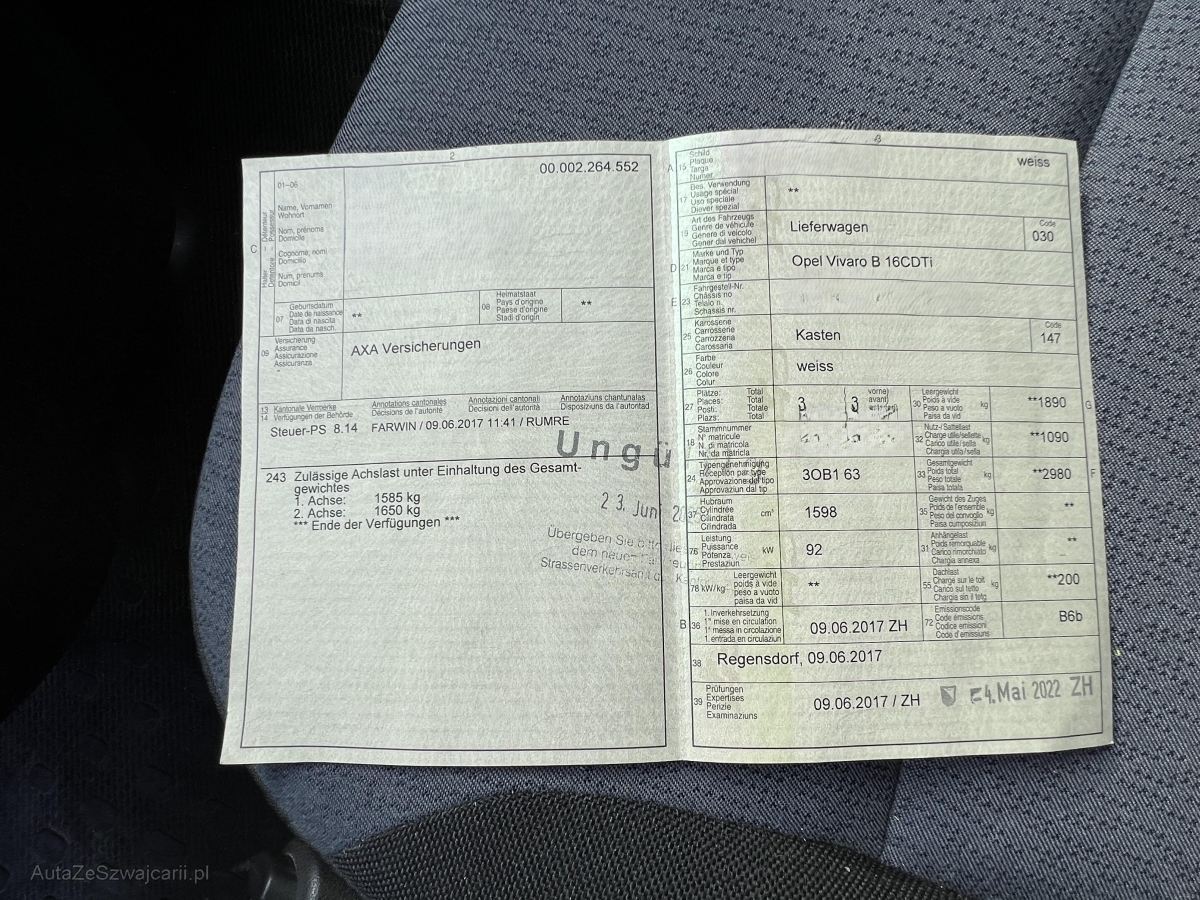 2
00.002.264.552
01-06
C
Name, Vornamen
Wohnort
Nom, prénoms
Domicile
Cognome, nomi
Domicilio
Num, prenums
Domicil
07
Geburtsdatum
Date de naissance
Data di nascita
Data da nasch.
**
08
Heimatstaat
Pays d'origine
Paese d'origine
Stadi d'origin
**
09
Versicherung
Assurance
Assicurazione
Assicuranza
AXA Versicherungen
13 Kantonale Vermerke
14 Verfügungen der Behörde
Annotations cantonales
Décisions de l'autorité
Annotazioni cantonali
Decisioni dell'autorità
Annotaziuns chantunalas
Disposiziuns da l'autoritad
Steuer-PS 8.14 FARWIN / 09.06.2017 11:41 / RUMRE
Ungü
243 Zulässige Achslast unter Einhaltung des Gesamt-
gewichtes
1. Achse: 1585 kg
2. Achse: 1650 kg
*** Ende der Verfügungen ***
23. Juni
Übergeben Sie bitte
dem neuen
Strassenverkehrsamt
A 15
Schild
Plaque
Targa
Numer
weiss
17
Bes. Verwendung
Usage spécial
Uso speciale
Diever spezial
**
19
Art des Fahrzeugs
Genre de véhicule
Genere di veicolo
Gener dal vehichel
Lieferwagen
Code
030
D 21
Marke und Typ
Marque et type
Marca e tipo
Marca e tip
Opel Vivaro B 16CDTi
E 23
Fahrgestell-Nr.
Châssis no
Telaio n.
Schassis nr.
25
Karosserie
Carrosserie
Carrozzeria
Carossaria
Kasten
Code
147
26
Farbe
Couleur
Colore
Colur
weiss
27
Plätze: Total
Places: Total
Posti: Totale
Plazs: Total
3 (3
vorne)
avant)
30
Leergewicht
Poids à vide
Peso a vuoto
Paisa da vid
kg
**1890
G
18
Stammnummer
N° matricule
N. di matricola
Nr. da matricla
32
Nutz-/Sattellast
Charge utile/sellette
Carico utile/sella
Chargia utila/sella
kg
**1090
24
Typengenehmigung
Réception par type
Approvazione del tipo
Approvaziun dal tip
3OB1 63
33
Gesamtgewicht
Poids total
Peso totale
Paisa totala
kg
**2980
F
37
Hubraum
Cylindrée
Cilindrata
Cilindrada
cm³
1598
35
Gewicht des Zuges
Poids de l'ensemble
Peso del convoglio
Paisa cumposiziun
kg
**
76
Leistung
Puissance
Potenza
Prestaziun
kW
92
31
Anhängelast
Poids remorquable
Carico rimorchiato
Chargia annexa
kg
**
78 kW/kg
Leergewicht
poids à vide
peso a vuoto
paisa da vid
**
55
Dachlast
Charge sur le toit
Carico sul tetto
Chargia sin il tetg
kg
**200
B 36
1. Inverkehrsetzung
1re mise en circulation
1a messa in circolazione
1. entrada en circulaziun
09.06.2017 ZH
72
Emissionscode
Code émissions
Codice emissioni
Code d'emissiuns
B6b
38 Regensdorf, 09.06.2017
39
Prüfungen
Expertises
Perizie
Examinaziuns
09.06.2017 / ZH
4. Mai 2022 ZH
AutaZeSzwajcarii.pl